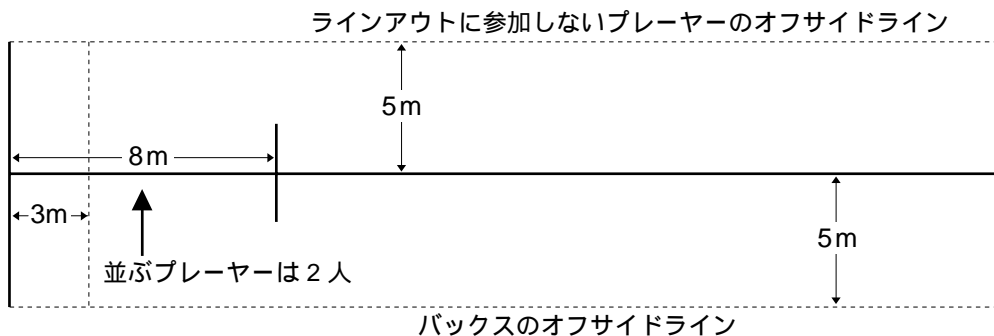 ラインアウトに参加しないプレーヤーのオフサイドライン
5m
8m
3m
5m
並ぶプレーヤーは2人
バックスのオフサイドライン